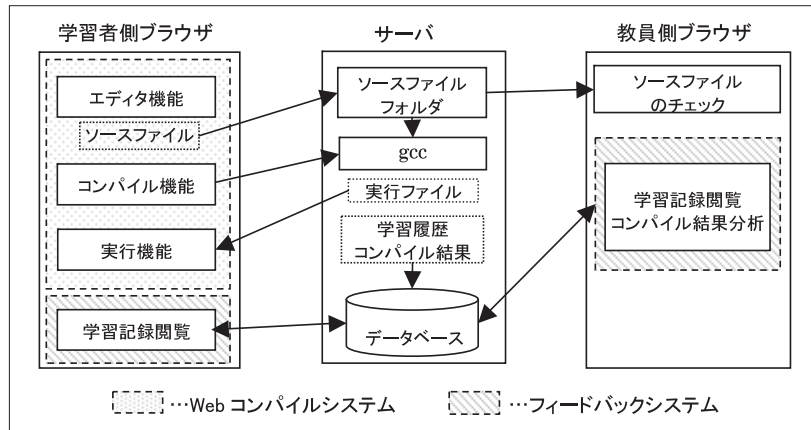 学習者側ブラウザ
エディタ機能
ソースファイル
コンパイル機能
実行機能
学習記録閲覧
サーバ
ソースファイル
フォルダ
gcc
実行ファイル
学習履歴
コンパイル結果
データベース
教員側ブラウザ
ソースファイル
のチェック
学習記録閲覧
コンパイル結果分析
…Web コンパイルシステム
…フィードバックシステム